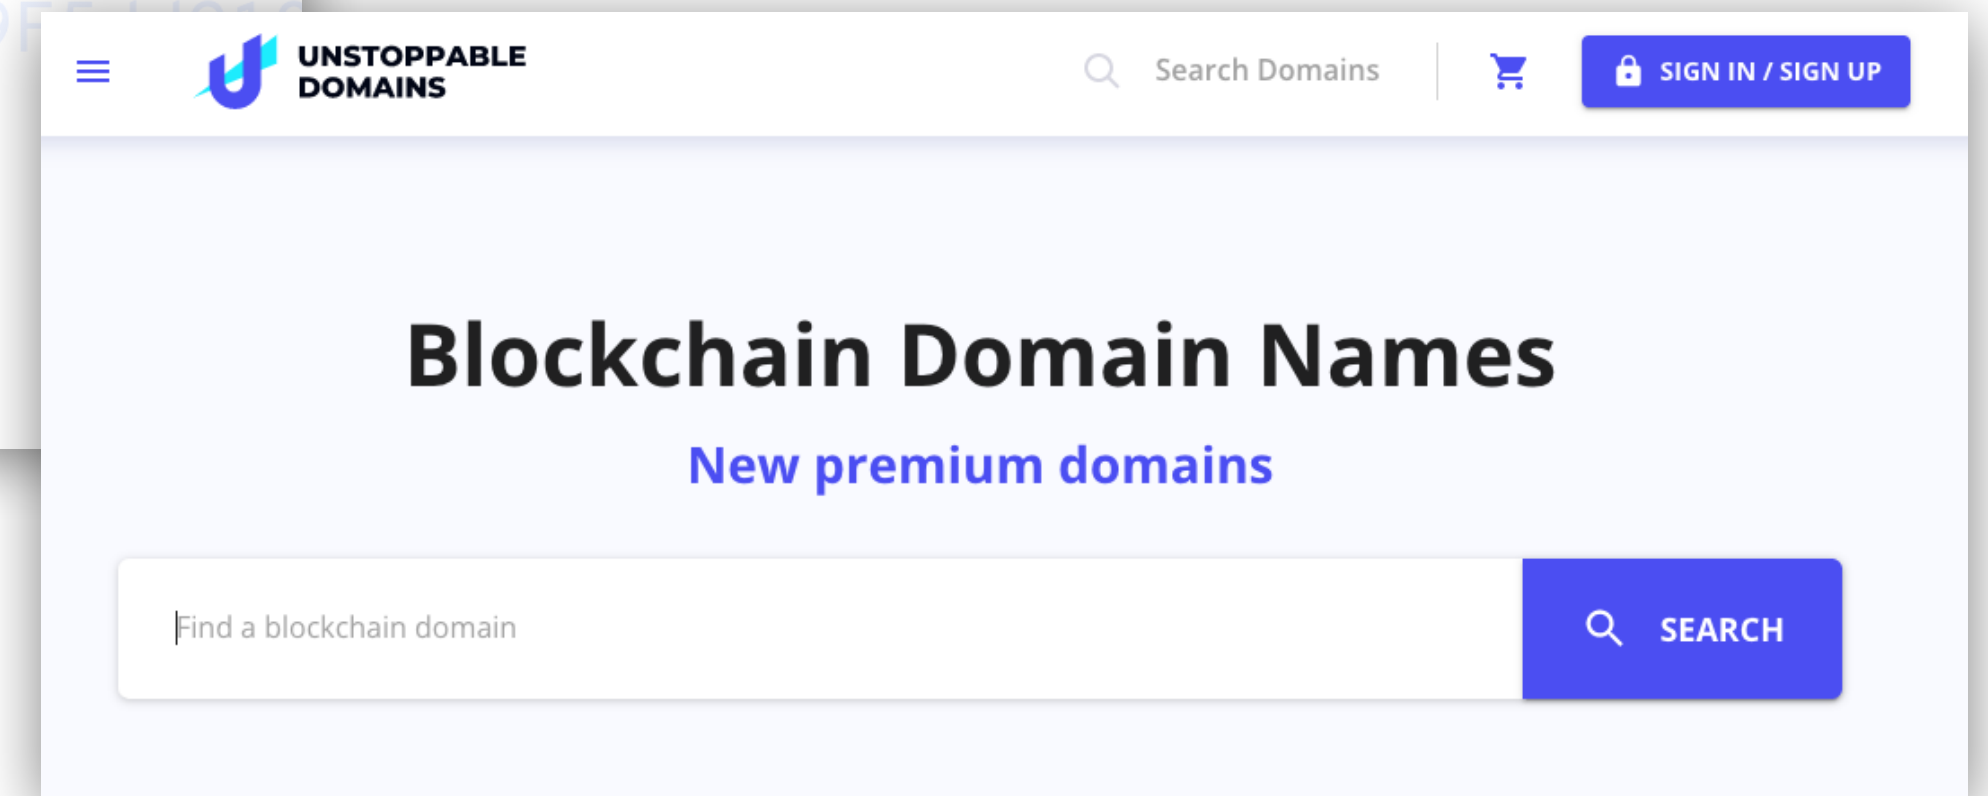 UNSTOPPABLE
DOMAINS
Search Domains
SIGN IN / SIGN UP
Blockchain Domain Names
New premium domains
Find a blockchain domain
SEARCH